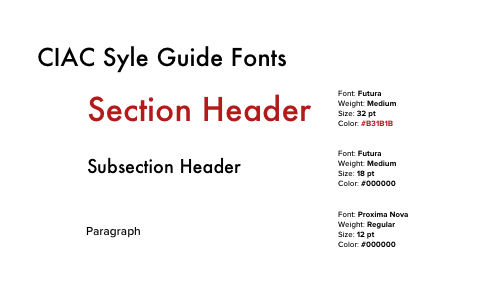 CIAC Syle Guide Fonts
Section Header
Font: Futura
Weight: Medium
Size: 32 pt
Color: #B31B1B
Subsection Header
Font: Futura
Weight: Medium
Size: 18 pt
Color: #000000
Paragraph
Font: Proxima Nova
Weight: Regular
Size: 12 pt
Color: #000000